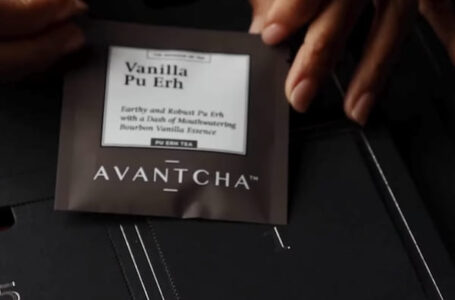 Vanilla
Pu Erh
Earthy and Robust Pu Erh
with a Dash of Mouthwatering
Bourbon Vanilla Essence
PU ERH TEA
AVANTCHA™